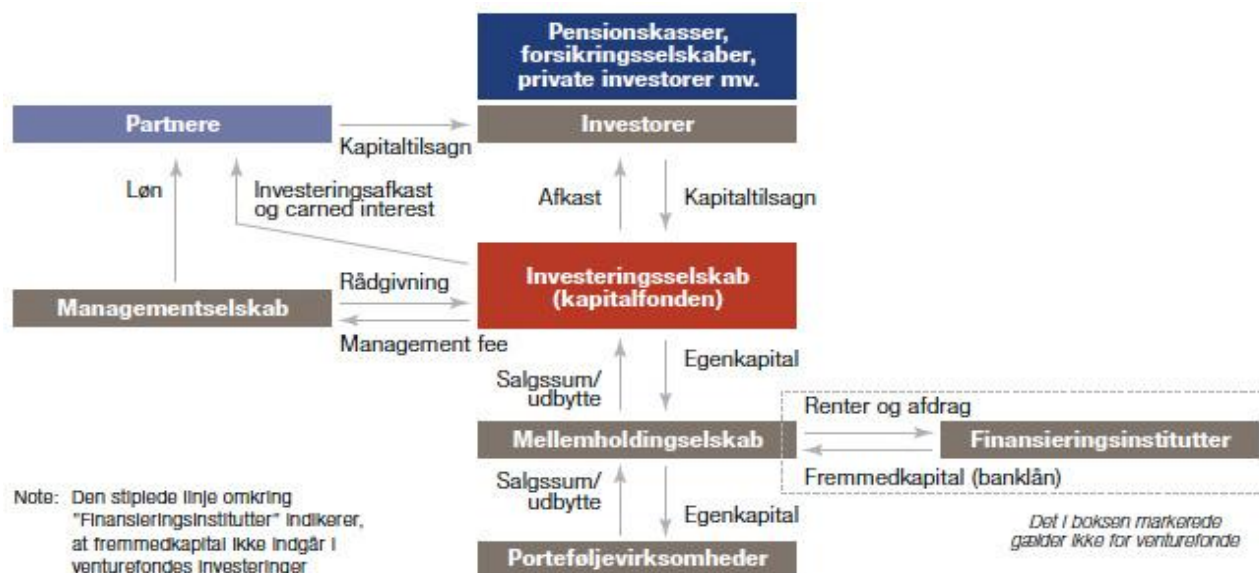 Pensionskasser,
forsikringsselskaber,
private investorer mv.
Partnere
Investorer
Kapitaltilsagn
Løn
Investeringsafkast
og carned interest
Afkast
Kapitaltilsagn
Investeringsselskab
(kapitalfonden)
Rådgivning
Managementselskab
Management fee
Egenkapital
Salgssum/
udbytte
Renter og afdrag
Mellemholdingselskab
Finansieringsinstitutter
Fremmedkapital (banklån)
Salgssum/
udbytte
Egenkapital
Porteføljevirksomheder
Note: Den stiplede linje omkring
"Finansieringsinstitutter" indikerer,
at fremmedkapital ikke indgår i
venturefondes investeringer
Det i boksen markerede
gælder ikke for venturefonde